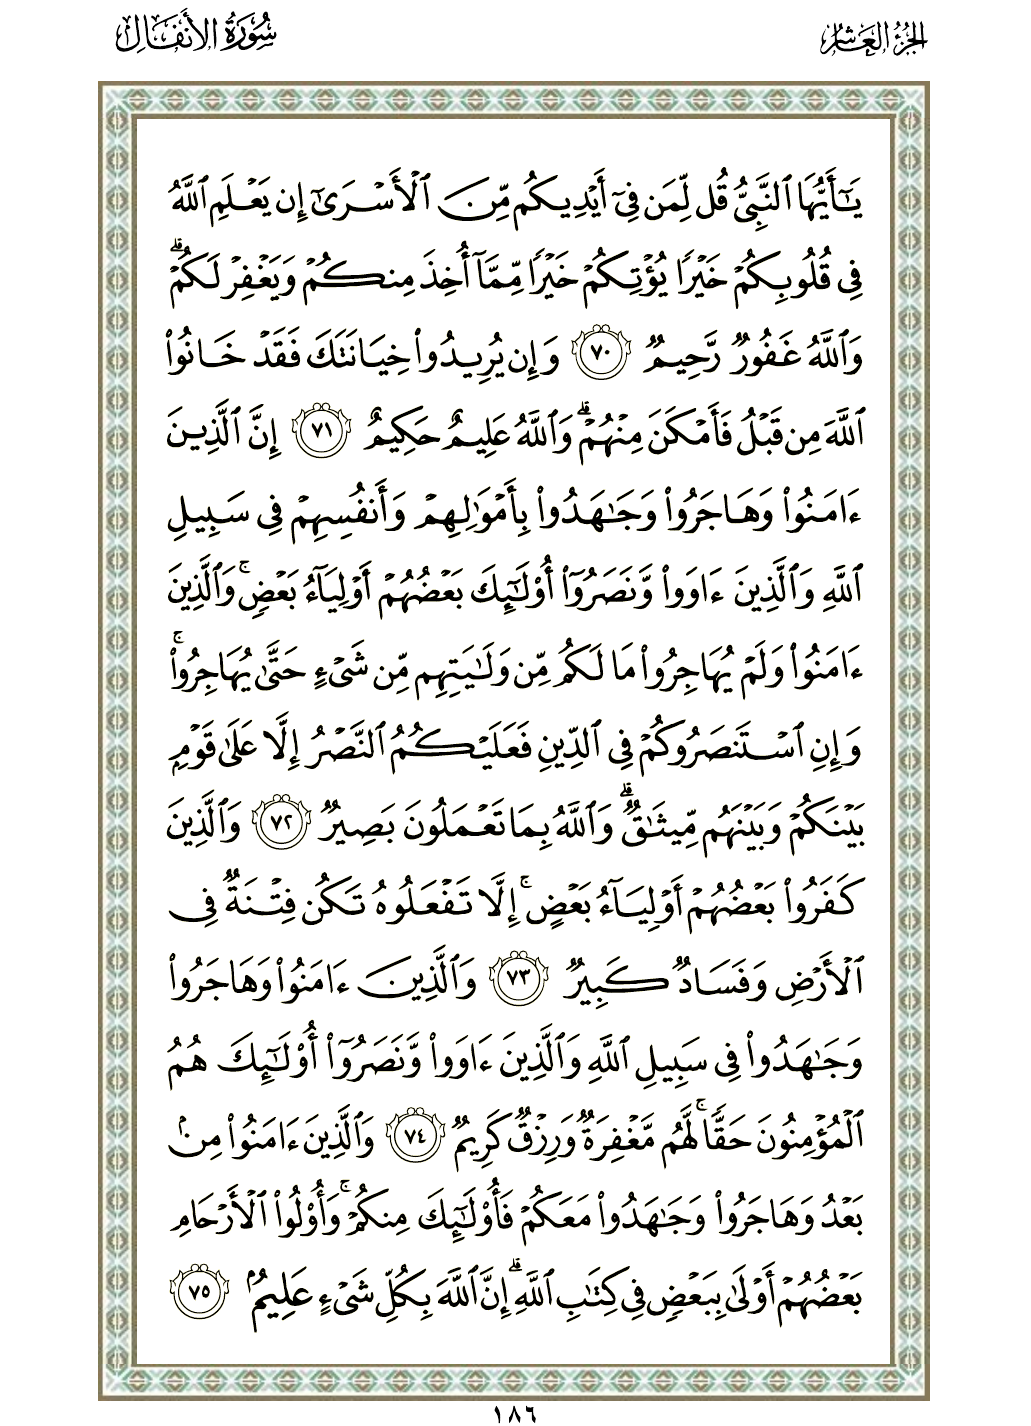 الجزء العاشر
سورة الأنفال
يَـٰٓأَيُّهَا ٱلنَّبِىُّ قُل لِّمَن فِىٓ أَيْدِيكُم مِّنَ ٱلْأَسْرَىٰٓ إِن يَعْلَمِ ٱللَّهُ
فِى قُلُوبِكُمْ خَيْرًا يُؤْتِكُمْ خَيْرًا مِّمَّآ أُخِذَ مِنكُمْ وَيَغْفِرْ لَكُمْ ۗ
وَٱللَّهُ غَفُورٌ رَّحِيمٌ ٧٠ وَإِن يُرِيدُوا۟ خِيَانَتَكَ فَقَدْ خَانُوا۟
ٱللَّهَ مِن قَبْلُ فَأَمْكَنَ مِنْهُمْ ۗ وَٱللَّهُ عَلِيمٌ حَكِيمٌ ٧١ إِنَّ ٱلَّذِينَ
ءَامَنُوا۟ وَهَاجَرُوا۟ وَجَـٰهَدُوا۟ بِأَمْوَٰلِهِمْ وَأَنفُسِهِمْ فِى سَبِيلِ
ٱللَّهِ وَٱلَّذِينَ ءَاوَوا۟ وَّنَصَرُوٓا۟ أُو۟لَـٰٓئِكَ بَعْضُهُمْ أَوْلِيَآءُ بَعْضٍ ۚ وَٱلَّذِينَ
ءَامَنُوا۟ وَلَمْ يُهَاجِرُوا۟ مَا لَكُم مِّن وَلَـٰيَتِهِم مِّن شَىْءٍ حَتَّىٰ يُهَاجِرُوا۟ ۚ
وَإِنِ ٱسْتَنصَرُوكُمْ فِى ٱلدِّينِ فَعَلَيْكُمُ ٱلنَّصْرُ إِلَّا عَلَىٰ قَوْمٍۭ
بَيْنَكُمْ وَبَيْنَهُم مِّيثَـٰقٌ ۗ وَٱللَّهُ بِمَا تَعْمَلُونَ بَصِيرٌ ٧٢ وَٱلَّذِينَ
كَفَرُوا۟ بَعْضُهُمْ أَوْلِيَآءُ بَعْضٍ ۚ إِلَّا تَفْعَلُوهُ تَكُن فِتْنَةٌ فِى
ٱلْأَرْضِ وَفَسَادٌ كَبِيرٌ ٧٣ وَٱلَّذِينَ ءَامَنُوا۟ وَهَاجَرُوا۟
وَجَـٰهَدُوا۟ فِى سَبِيلِ ٱللَّهِ وَٱلَّذِينَ ءَاوَوا۟ وَّنَصَرُوٓا۟ أُو۟لَـٰٓئِكَ هُمُ
ٱلْمُؤْمِنُونَ حَقًّا ۚ لَّهُم مَّغْفِرَةٌ وَرِزْقٌ كَرِيمٌ ٧٤ وَٱلَّذِينَ ءَامَنُوا۟ مِنۢ
بَعْدُ وَهَاجَرُوا۟ وَجَـٰهَدُوا۟ مَعَكُمْ فَأُو۟لَـٰٓئِكَ مِنكُمْ ۚ وَأُو۟لُوا۟ ٱلْأَرْحَامِ
بَعْضُهُمْ أَوْلَىٰ بِبَعْضٍ فِى كِتَـٰبِ ٱللَّهِ ۗ إِنَّ ٱللَّهَ بِكُلِّ شَىْءٍ عَلِيمٌۢ ٧٥
١٨٦